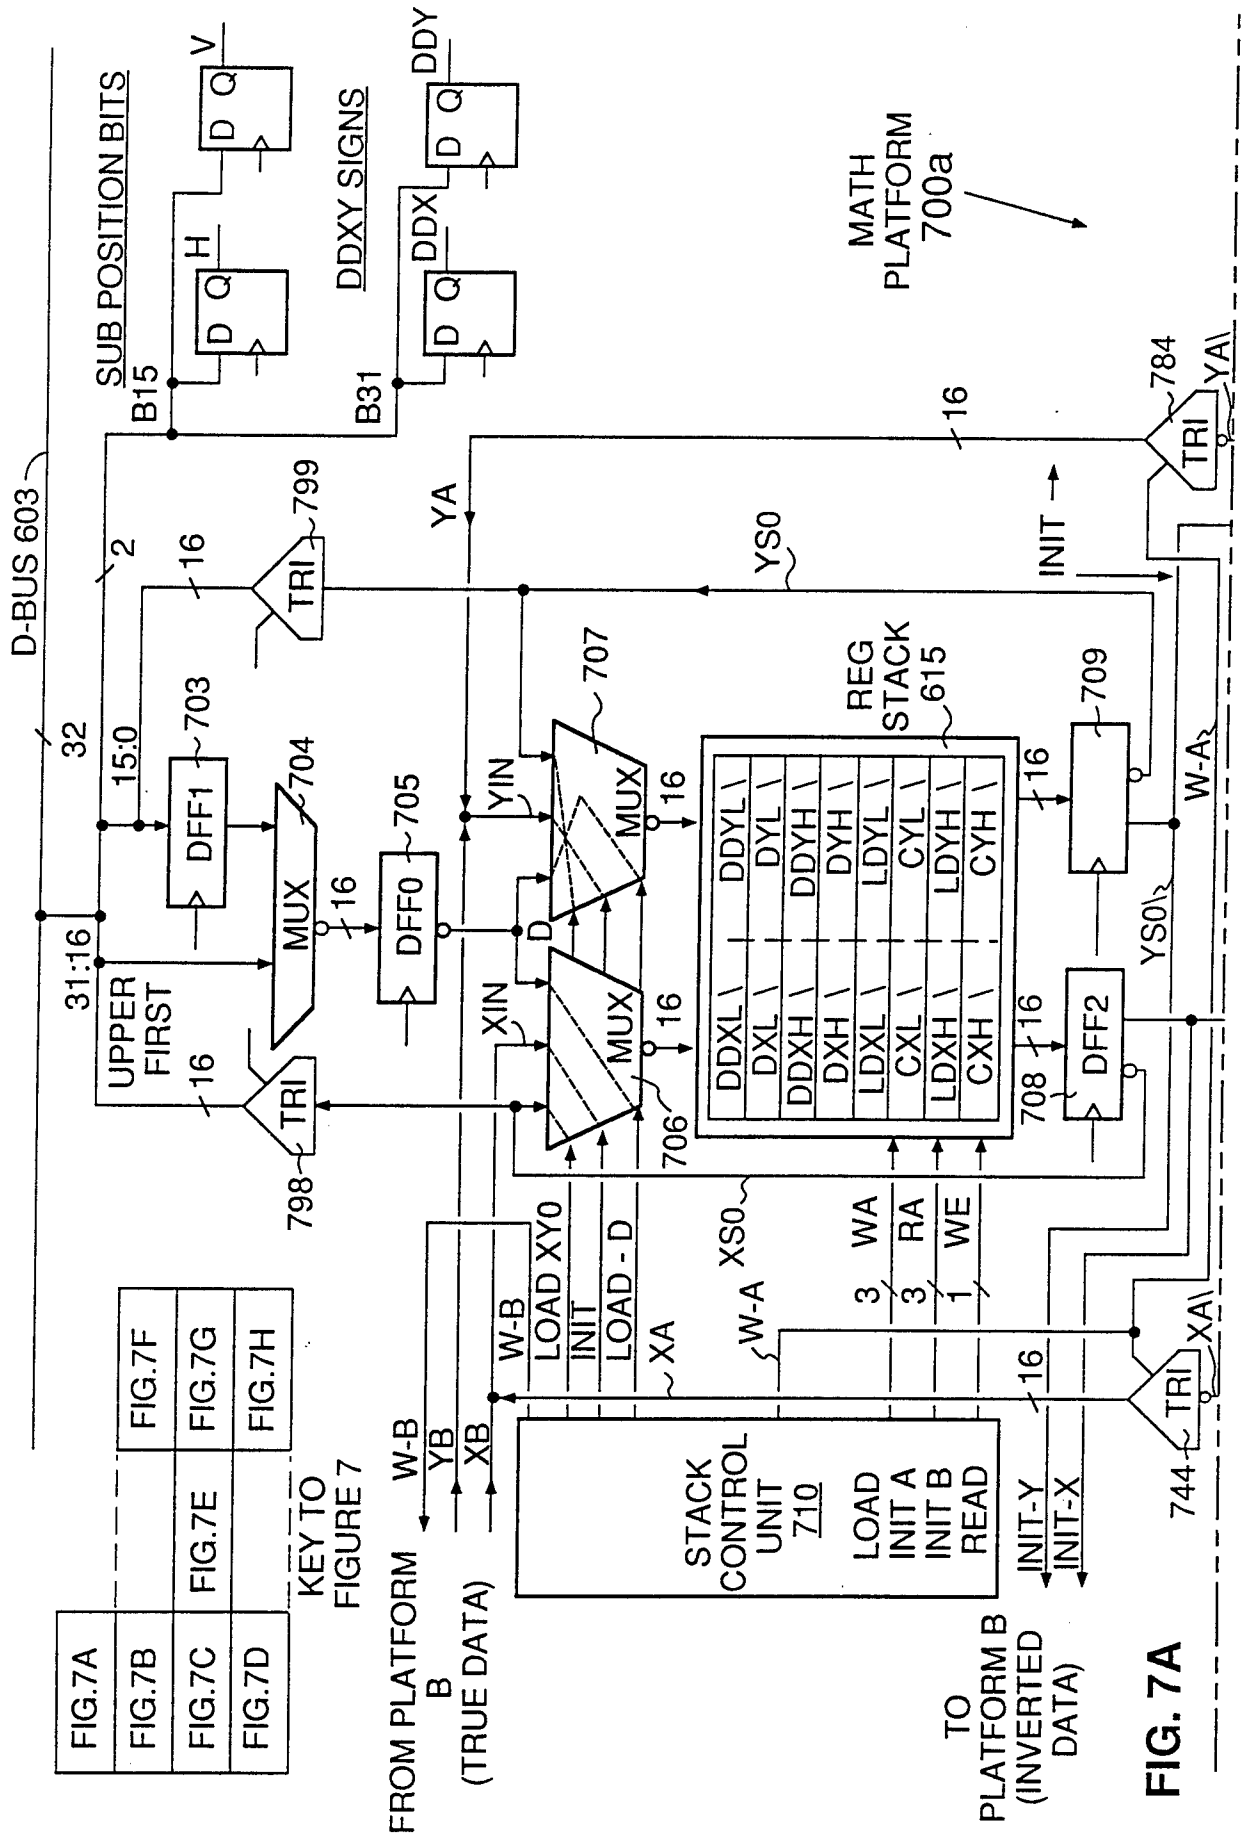 D-BUS 603
32
2
SUB POSITION BITS
B15
H
V
D Q
D Q
DDXY SIGNS
B31
DDX
DDY
D Q
D Q
MATH
PLATFORM
700a
FIG.7A
FIG.7B
FIG.7C
FIG.7D
FIG.7E
FIG.7F
FIG.7G
FIG.7H
KEY TO
FIGURE 7
31:16
UPPER
FIRST
15:0
16
TRI
798
DFF1
703
MUX
704
16
DFF0
705
16
TRI
799
FROM PLATFORM
B
(TRUE DATA)
W-B
YB
XB
W-B
LOAD XY0
INIT
LOAD - D
XA
XIN
D
YIN
YA
MUX
706
16
MUX
707
16
YS0
INIT
16
TRI
784
YA\
STACK
CONTROL
UNIT
710
LOAD
INIT A
INIT B
READ
W-A
XS0
3 WA
3 RA
1 WE
REG
STACK
615
DDXL \ DDYL \
DXL \ DYL \
DDXH \ DDYH \
DXH \ DYH \
LDXL \ LDYL \
CXL \ CYL \
LDXH \ LDYH \
CXH \ CYH \
16
16
708
DFF2
709
YS0\
W-A
INIT-Y
INIT-X
16
TRI
744
XA\
TO
PLATFORM B
(INVERTED
DATA)
FIG. 7A